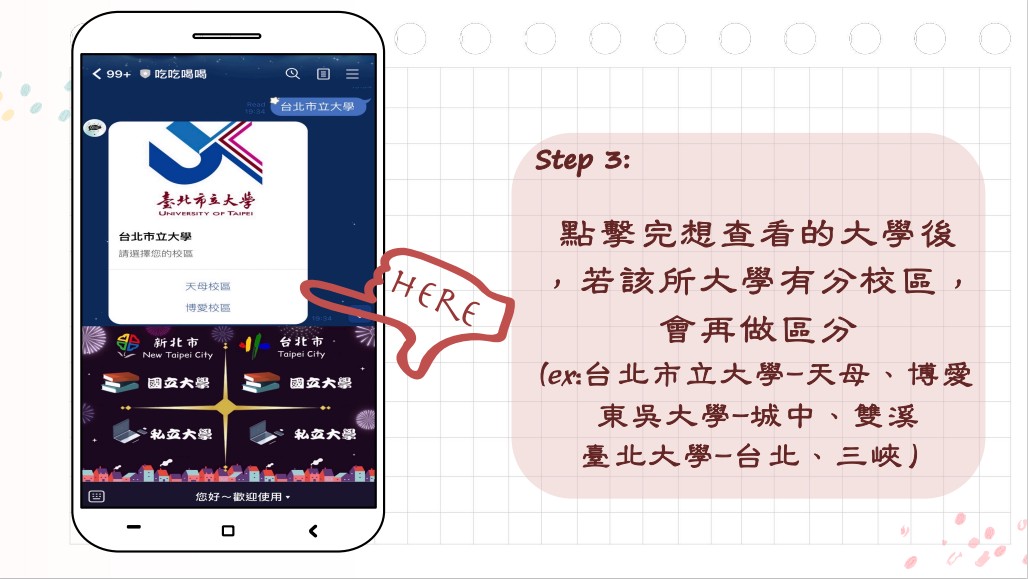 99+ 吃吃喝喝
Read
19:34
台北市立大學
臺北市立大學
UNIVERSITY OF TAIPEI
台北市立大學
請選擇您的校區
天母校區
博愛校區
19:34
新北市
New Taipei City
台北市
Taipei City
國立大學
國立大學
私立大學
私立大學
您好～歡迎使用
HERE
Step 3:
點擊完想查看的大學後
，若該所大學有分校區，
會再做區分
(ex:台北市立大學-天母、博愛
東吳大學-城中、雙溪
臺北大學-台北、三峽)